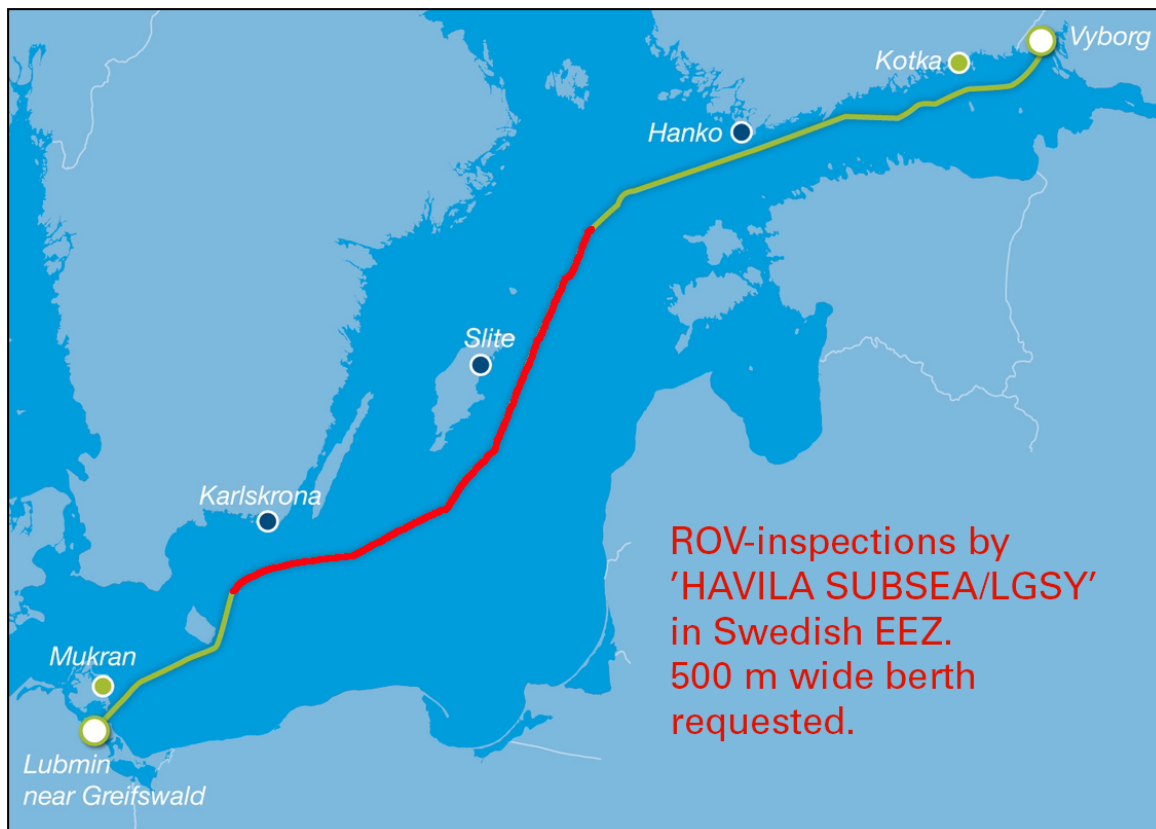 Vyborg
Kotka
Hanko
Slite
Karlskrona
ROV-inspections by
’HAVILA SUBSEA/LGSY’
in Swedish EEZ.
500 m wide berth
requested.
Mukran
Lubmin
near Greifswald